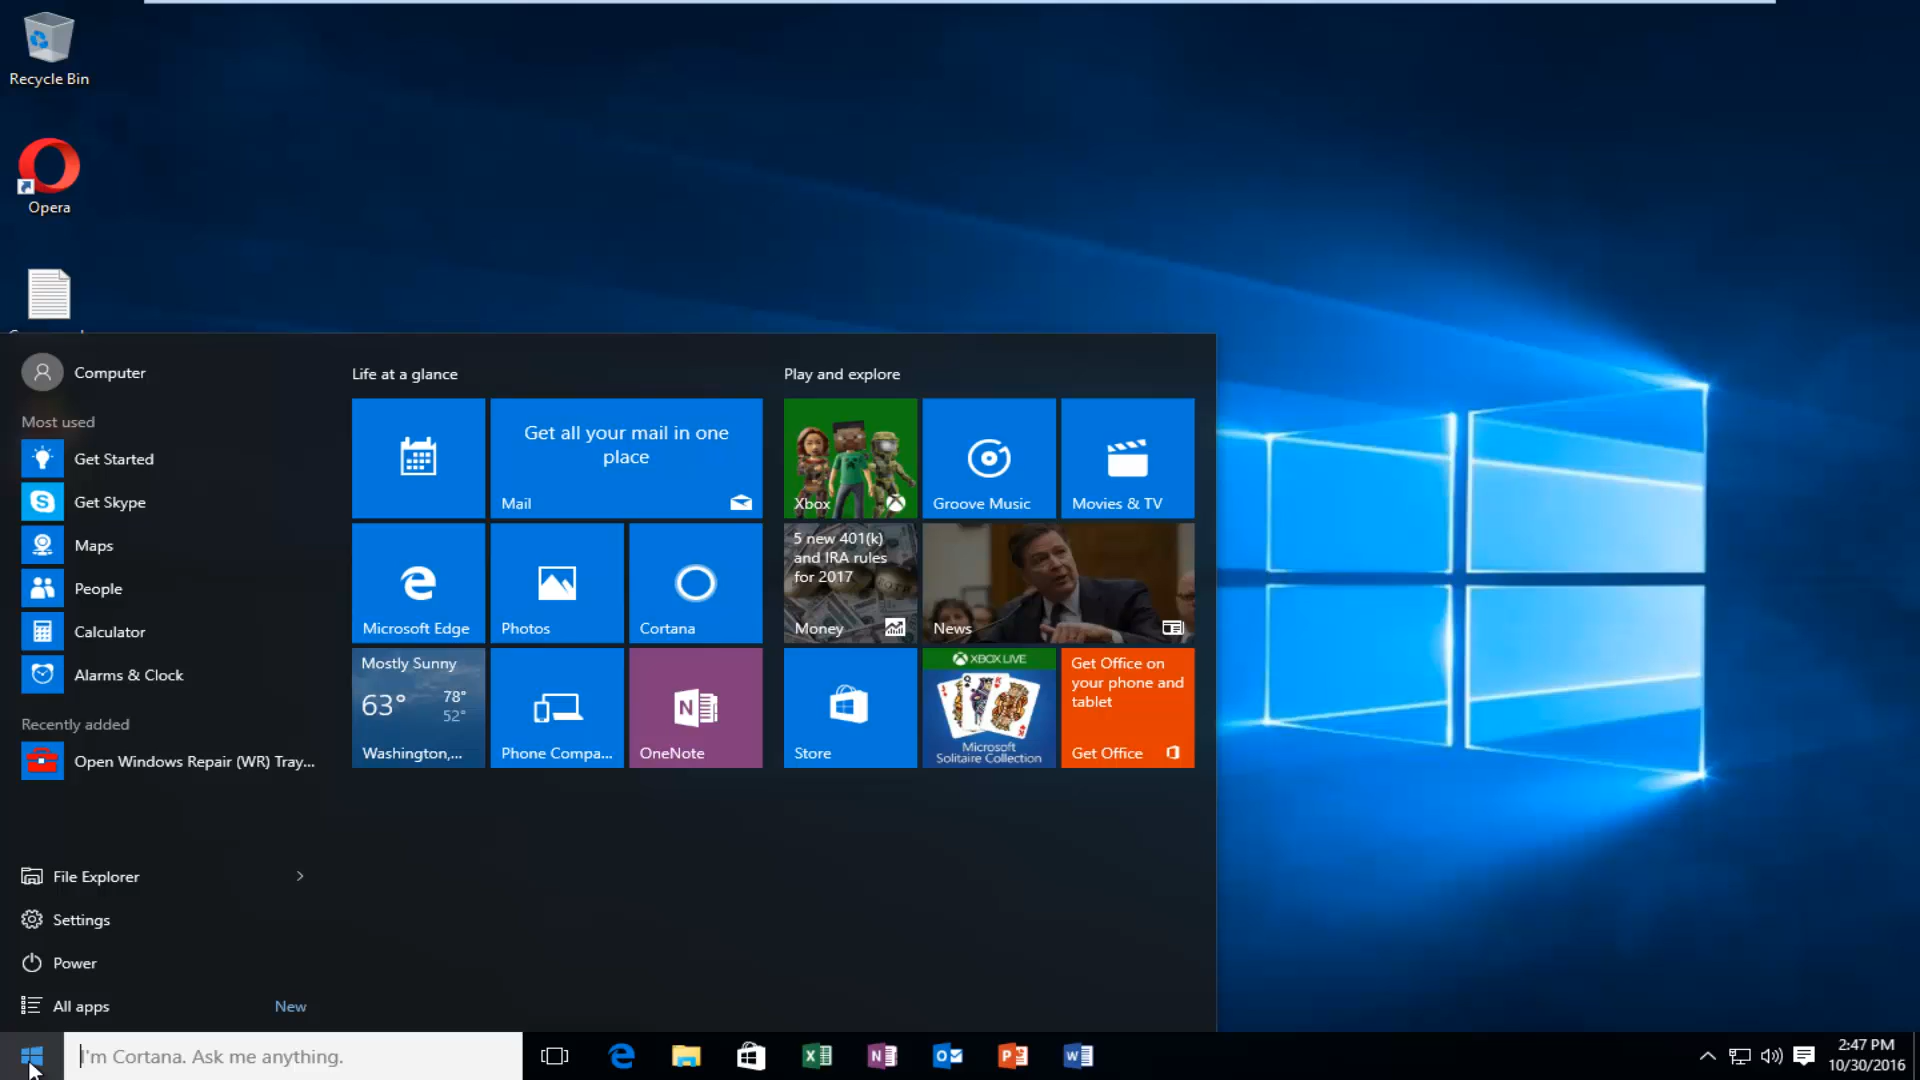 Recycle Bin
Opera
Computer
Most used
Get Started
Get Skype
Maps
People
Calculator
Alarms & Clock
Recently added
Open Windows Repair (WR) Tray...
File Explorer
Settings
Power
All apps
New
Life at a glance
Get all your mail in one
place
Mail
Microsoft Edge
Photos
Cortana
Mostly Sunny
63°
78°
52°
Washington,...
Phone Compa...
OneNote
Play and explore
Xbox
Groove Music
Movies & TV
5 new 401(k)
and IRA rules
for 2017
Money
News
Store
XBOX LIVE
Microsoft
Solitaire Collection
Get Office on
your phone and
tablet
Get Office
I'm Cortana. Ask me anything.
2:47 PM
10/30/2016